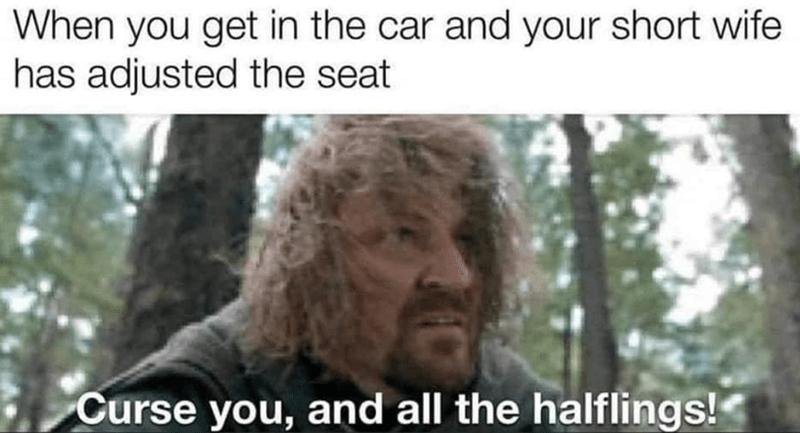 When you get in the car and your short wife
has adjusted the seat
Curse you, and all the halflings!